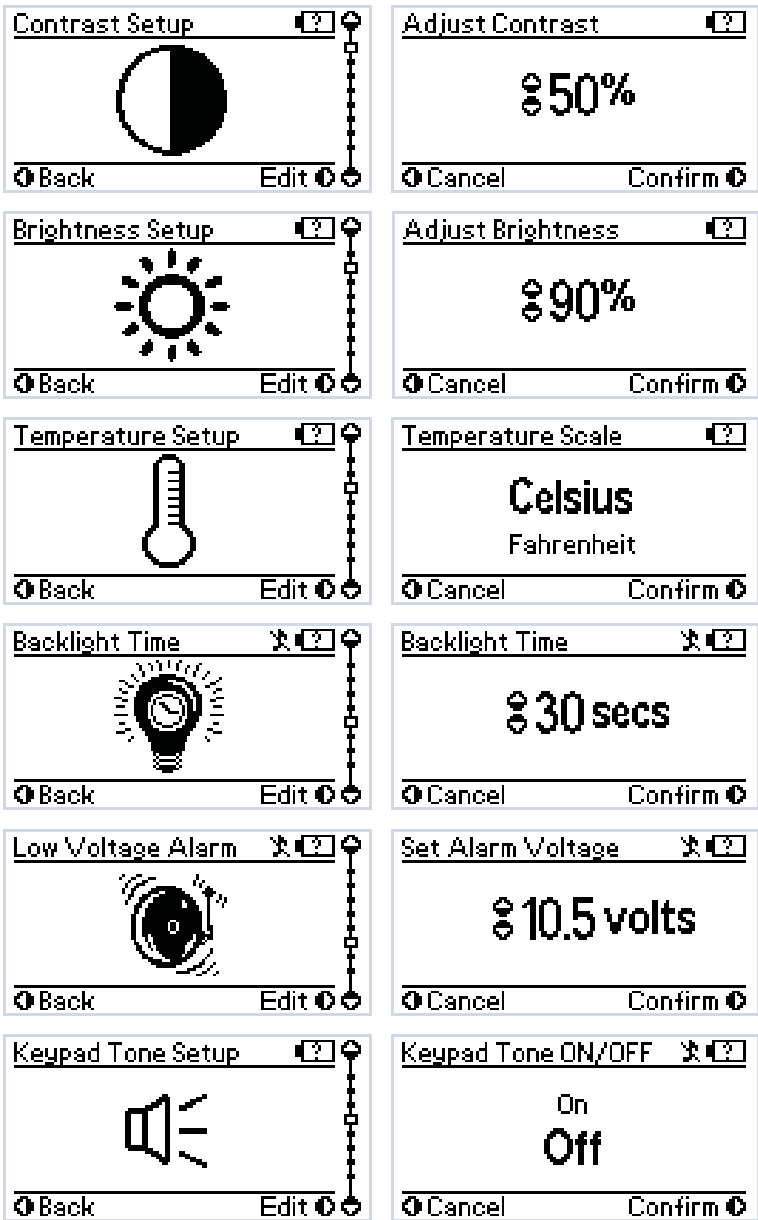 Contrast Setup ?
Back Edit
Adjust Contrast ?
50%
Cancel Confirm
Brightness Setup ?
Back Edit
Adjust Brightness ?
90%
Cancel Confirm
Temperature Setup ?
Back Edit
Temperature Scale ?
Celsius
Fahrenheit
Cancel Confirm
Backlight Time ?
Back Edit
Backlight Time ?
30 secs
Cancel Confirm
Low Voltage Alarm ?
Back Edit
Set Alarm Voltage ?
10.5 volts
Cancel Confirm
Keypad Tone Setup ?
Back Edit
Keypad Tone ON/OFF ?
On
Off
Cancel Confirm